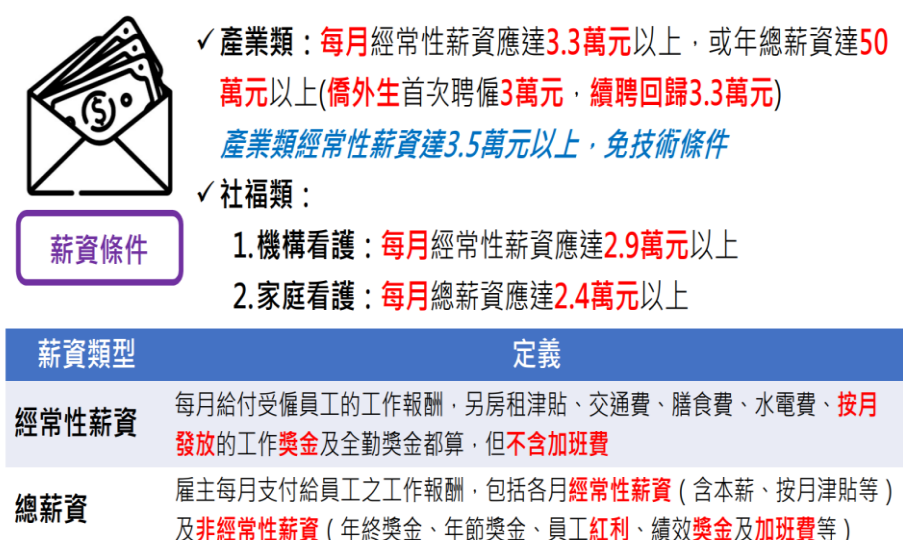 ✓產業類：每月經常性薪資應達3.3萬元以上，或年總薪資達50
萬元以上(僑外生首次聘僱3萬元，續聘回歸3.3萬元)
產業類經常性薪資達3.5萬元以上，免技術條件
✓社福類：
薪資條件
1.機構看護：每月經常性薪資應達2.9萬元以上
2.家庭看護：每月總薪資應達2.4萬元以上
薪資類型 定義
經常性薪資
每月給付受僱員工的工作報酬，另房租津貼、交通費、膳食費、水電費、按月
發放的工作獎金及全勤獎金都算，但不含加班費
總薪資
雇主每月支付給員工之工作報酬，包括各月經常性薪資（含本薪、按月津貼等）
及非經常性薪資（年終獎金、年節獎金、員工紅利、績效獎金及加班費等）